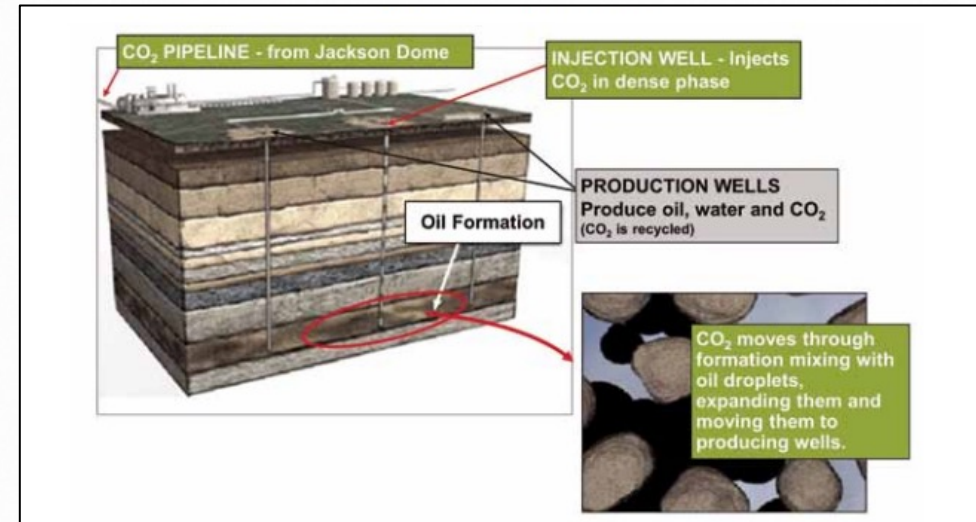 CO₂ PIPELINE - from Jackson Dome
INJECTION WELL - Injects
CO₂ in dense phase
PRODUCTION WELLS
Produce oil, water and CO₂
(CO₂ is recycled)
Oil Formation
CO₂ moves through
formation mixing with
oil droplets,
expanding them and
moving them to
producing wells.